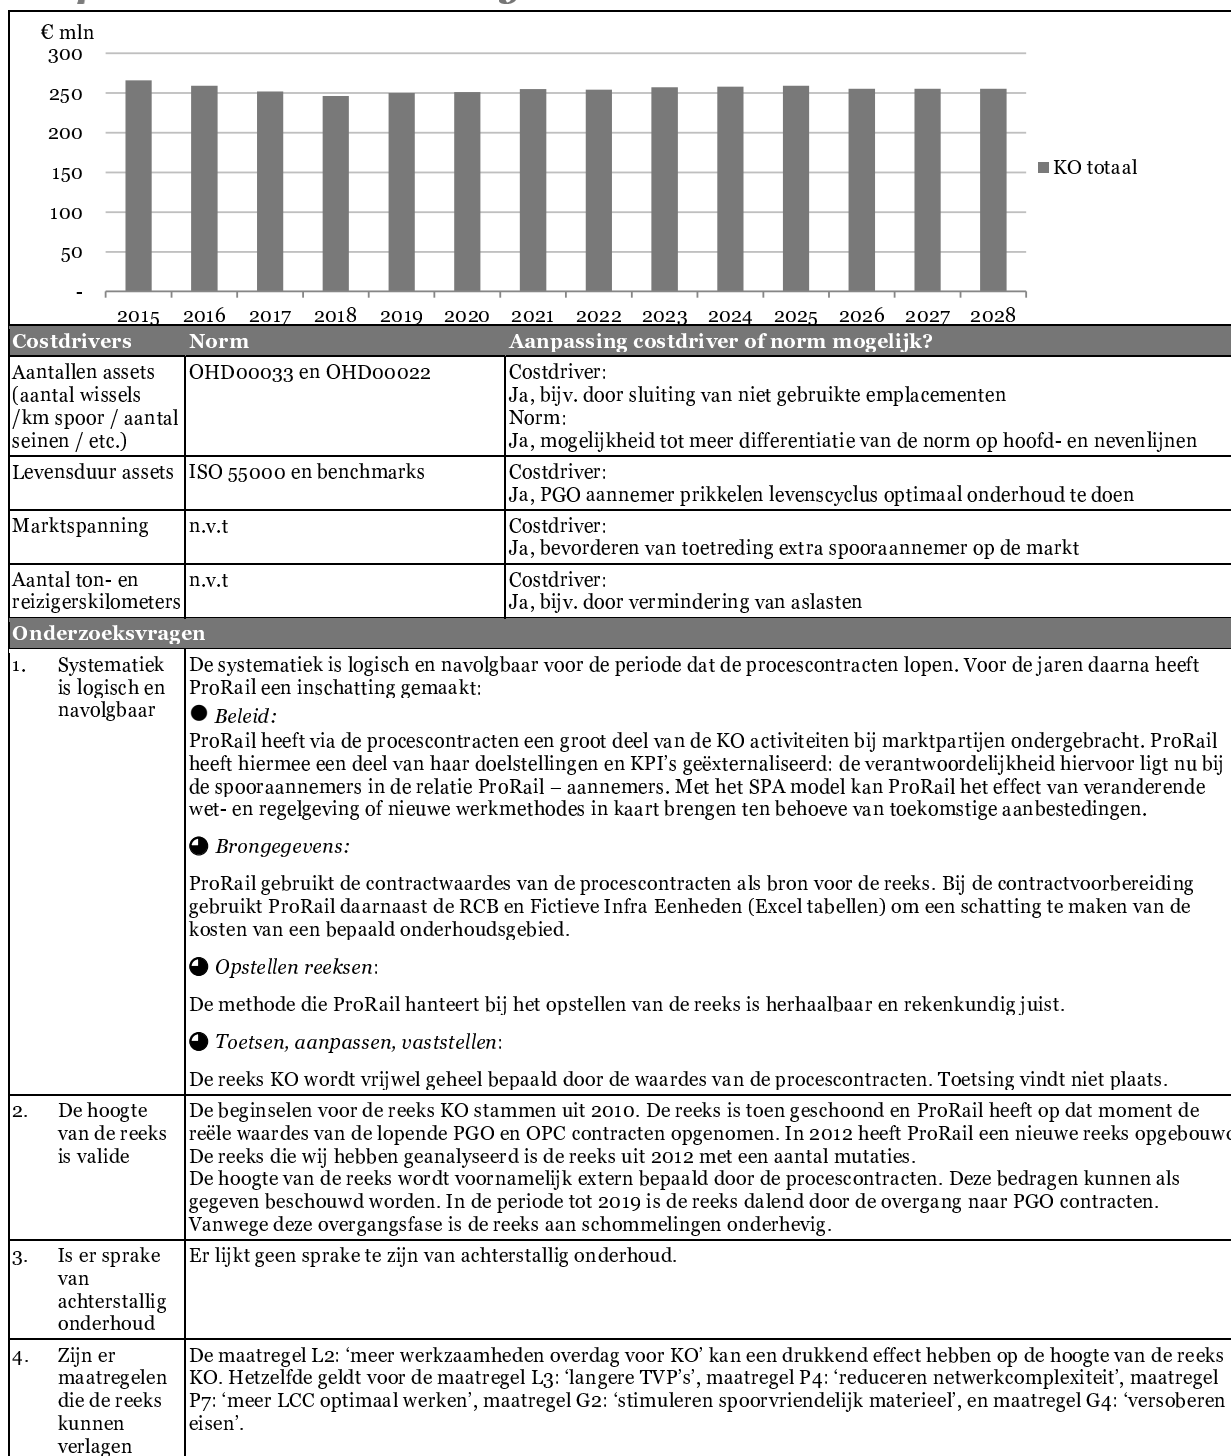 € mln
300
250
200
150
100
50
-
2015 2016 2017 2018 2019 2020 2021 2022 2023 2024 2025 2026 2027 2028
KO totaal
Costdrivers Norm Aanpassing costdriver of norm mogelijk?
Aantallen assets
(aantal wissels
/km spoor / aantal
seinen / etc.)
OHD00033 en OHD00022
Costdriver:
Ja, bijv. door sluiting van niet gebruikte emplacementen
Norm:
Ja, mogelijkheid tot meer differentiatie van de norm op hoofd- en nevenlijnen
Levensduur assets
ISO 55000 en benchmarks
Costdriver:
Ja, PGO aannemer prikkelen levenscyclus optimaal onderhoud te doen
Marktspanning
n.v.t
Costdriver:
Ja, bevorderen van toetreding extra spooraannemer op de markt
Aantal ton- en
reizigerskilometers
n.v.t
Costdriver:
Ja, bijv. door vermindering van aslasten
Onderzoeksvragen
1. Systematiek
is logisch en
navolgbaar
De systematiek is logisch en navolgbaar voor de periode dat de procescontracten lopen. Voor de jaren daarna heeft
ProRail een inschatting gemaakt:
Beleid:
ProRail heeft via de procescontracten een groot deel van de KO activiteiten bij marktpartijen ondergebracht. ProRail
heeft hiermee een deel van haar doelstellingen en KPI’s geëxternaliseerd: de verantwoordelijkheid hiervoor ligt nu bij
de spooraannemers in de relatie ProRail – aannemers. Met het SPA model kan ProRail het effect van veranderende
wet- en regelgeving of nieuwe werkmethodes in kaart brengen ten behoeve van toekomstige aanbestedingen.
Brongegevens:
ProRail gebruikt de contractwaardes van de procescontracten als bron voor de reeks. Bij de contractvoorbereiding
gebruikt ProRail daarnaast de RCB en Fictieve Infra Eenheden (Excel tabellen) om een schatting te maken van de
kosten van een bepaald onderhoudsgebied.
Opstellen reeksen:
De methode die ProRail hanteert bij het opstellen van de reeks is herhaalbar en rekenkundig juist.
Toetsen, aanpassen, vaststellen:
De reeks KO wordt vrijwel geheel bepaald door de waardes van de procescontracten. Toetsing vindt niet plaats.
2. De hoogte
van de reeks
is valide
De beginselen voor de reeks KO stammen uit 2010. De reeks is toen geschoond en ProRail heeft op dat moment de
reële waardes van de lopende PGO en OPC contracten opgenomen. In 2012 heeft ProRail een nieuwe reeks opgebouwd
De reeks die wij hebben geanalyseerd is de reeks uit 2012 met een aantal mutaties.
De hoogte van de reeks wordt voornamelijk extern bepaald door de procescontracten. Deze bedragen kunnen als
gegeven beschouwd worden. In de periode tot 2019 is de reeks dalend door de overgang naar PGO contracten.
Vanwege deze overgangsfase is de reeks aan schommelingen onderhevig.
3. Is er sprake
van
achterstallig
onderhoud
Er lijkt geen sprake te zijn van achterstallig onderhoud.
4. Zijn er
maatregelen
die de reeks
kunnen
verlagen
De maatregel L2: ‘meer werkzaamheden overdag voor KO’ kan een drukkend effect hebben op de hoogte van de reeks
KO. Hetzelfde geldt voor de maatregel L3: ‘langere TVP’s’, maatregel P4: ‘reduceren netwerkcomplexiteit’, maatregel
P7: ‘meer LCC optimaal werken’, maatregel G2: ‘stimuleren spoorvriendelijk materieel’, en maatregel G4: ‘versoberen
eisen’.